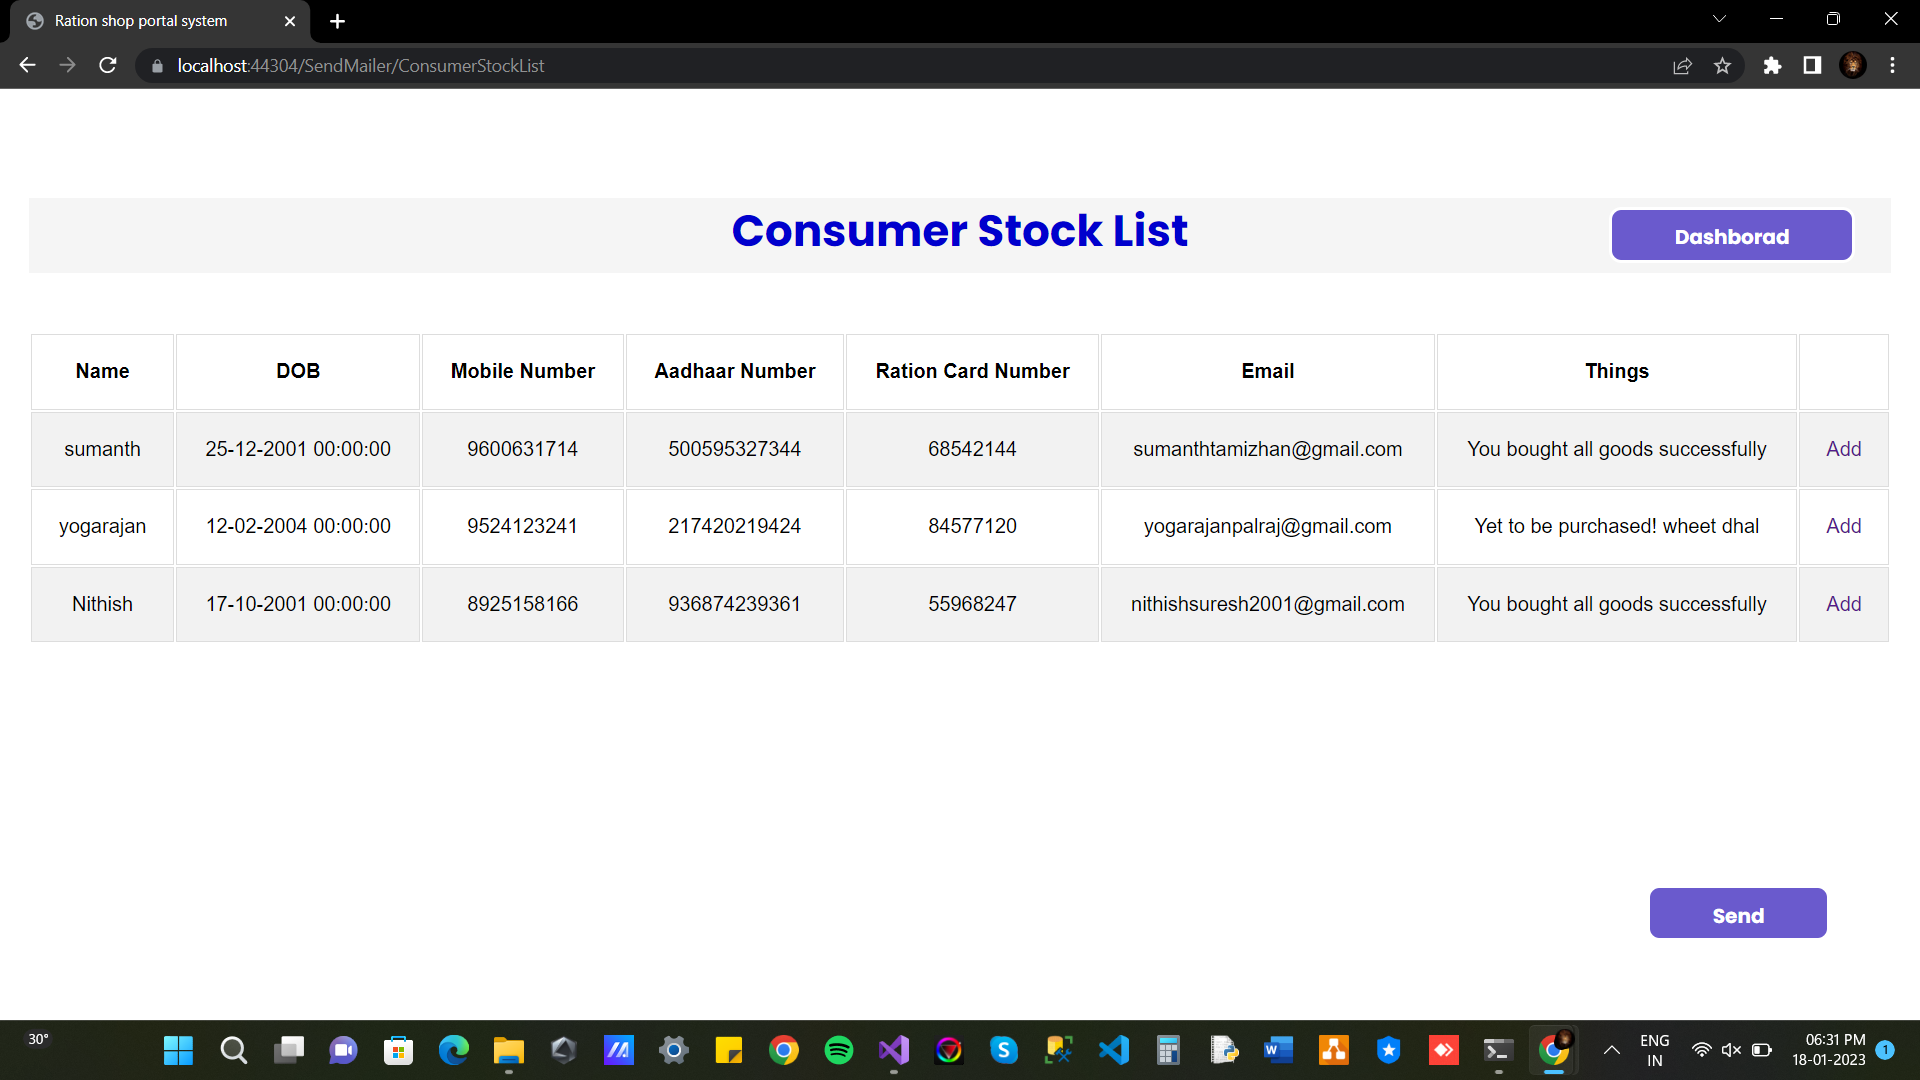 Ration shop portal system
localhost:44304/SendMailer/ConsumerStockList
Consumer Stock List
Dashborad
Name DOB Mobile Number Aadhaar Number Ration Card Number Email Things
sumanth 25-12-2001 00:00:00 9600631714 500595327344 68542144 sumanthtamizhan@gmail.com You bought all goods successfully Add
yogarajan 12-02-2004 00:00:00 9524123241 217420219424 84577120 yogarajanpalraj@gmail.com Yet to be purchased! wheet dhal Add
Nithish 17-10-2001 00:00:00 8925158166 936874239361 55968247 nithishsuresh2001@gmail.com You bought all goods successfully Add
Send
30°
ENG
IN
06:31 PM
18-01-2023
1